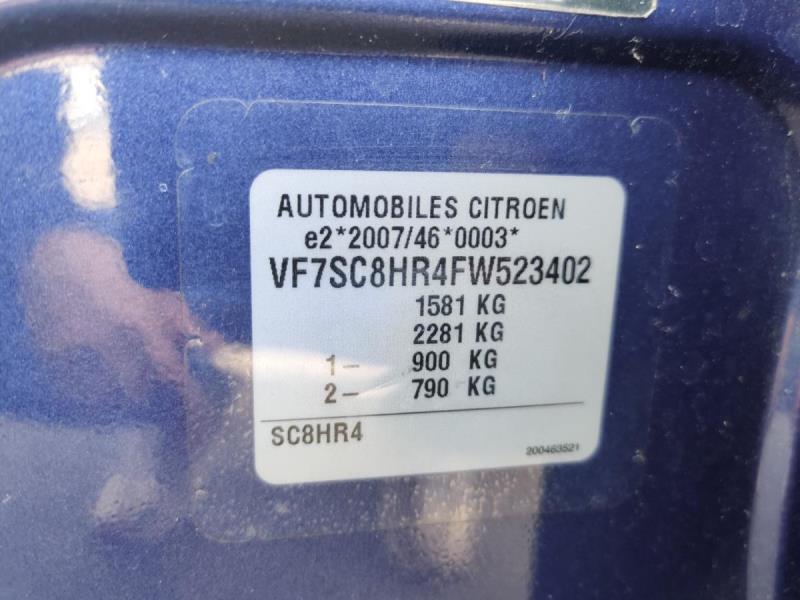 AUTOMOBILES CITROEN
e2*2007/46*0003*
VF7SC8HR4FW523402
1581 KG
2281 KG
1- 900 KG
2- 790 KG
SC8HR4
200463521